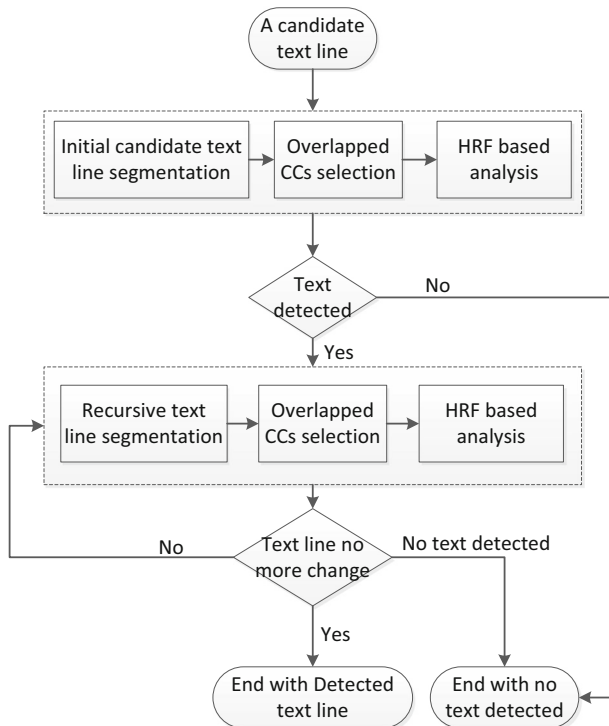 A candidate
text line
Initial candidate text
line segmentation
Overlapped
CCs selection
HRF based
analysis
Text
detected
No
Yes
Recursive text
line segmentation
Overlapped
CCs selection
HRF based
analysis
No
Text line no
more change
No text detected
Yes
End with Detected
text line
End with no
text detected